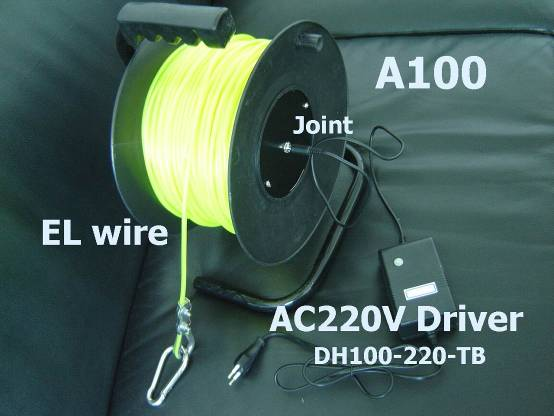 A100
Joint
EL wire
AC220V Driver
DH100-220-TB